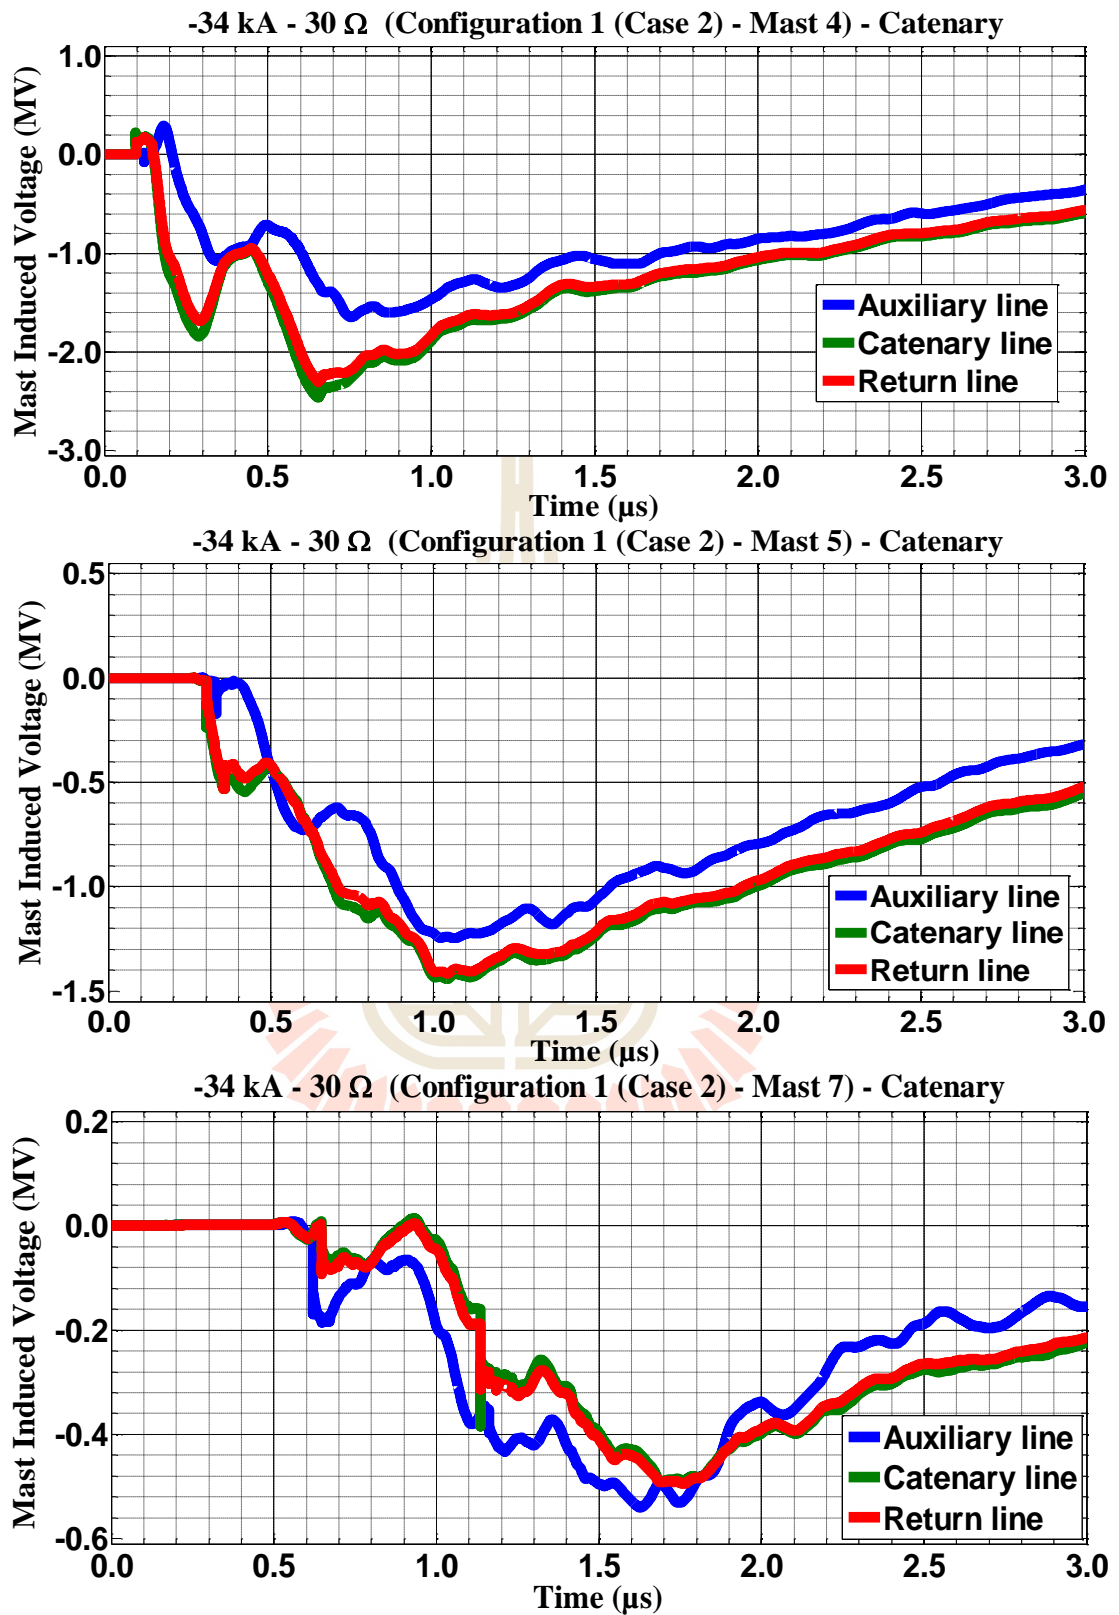 -34 kA - 30 Ω (Configuration 1 (Case 2) - Mast 4) - Catenary
Mast Induced Voltage (MV)
1.0
0.0
-1.0
-2.0
-3.0
Auxiliary line
Catenary line
Return line
0.0 0.5 1.0 1.5 2.0 2.5 3.0
Time (µs)
-34 kA - 30 Ω (Configuration 1 (Case 2) - Mast 5) - Catenary
Mast Induced Voltage (MV)
0.5
0.0
-0.5
-1.0
-1.5
Auxiliary line
Catenary line
Return line
0.0 0.5 1.0 1.5 2.0 2.5 3.0
Time (µs)
-34 kA - 30 Ω (Configuration 1 (Case 2) - Mast 7) - Catenary
Mast Induced Voltage (MV)
0.2
0.0
-0.2
-0.4
-0.6
Auxiliary line
Catenary line
Return line
0.0 0.5 1.0 1.5 2.0 2.5 3.0
Time (µs)